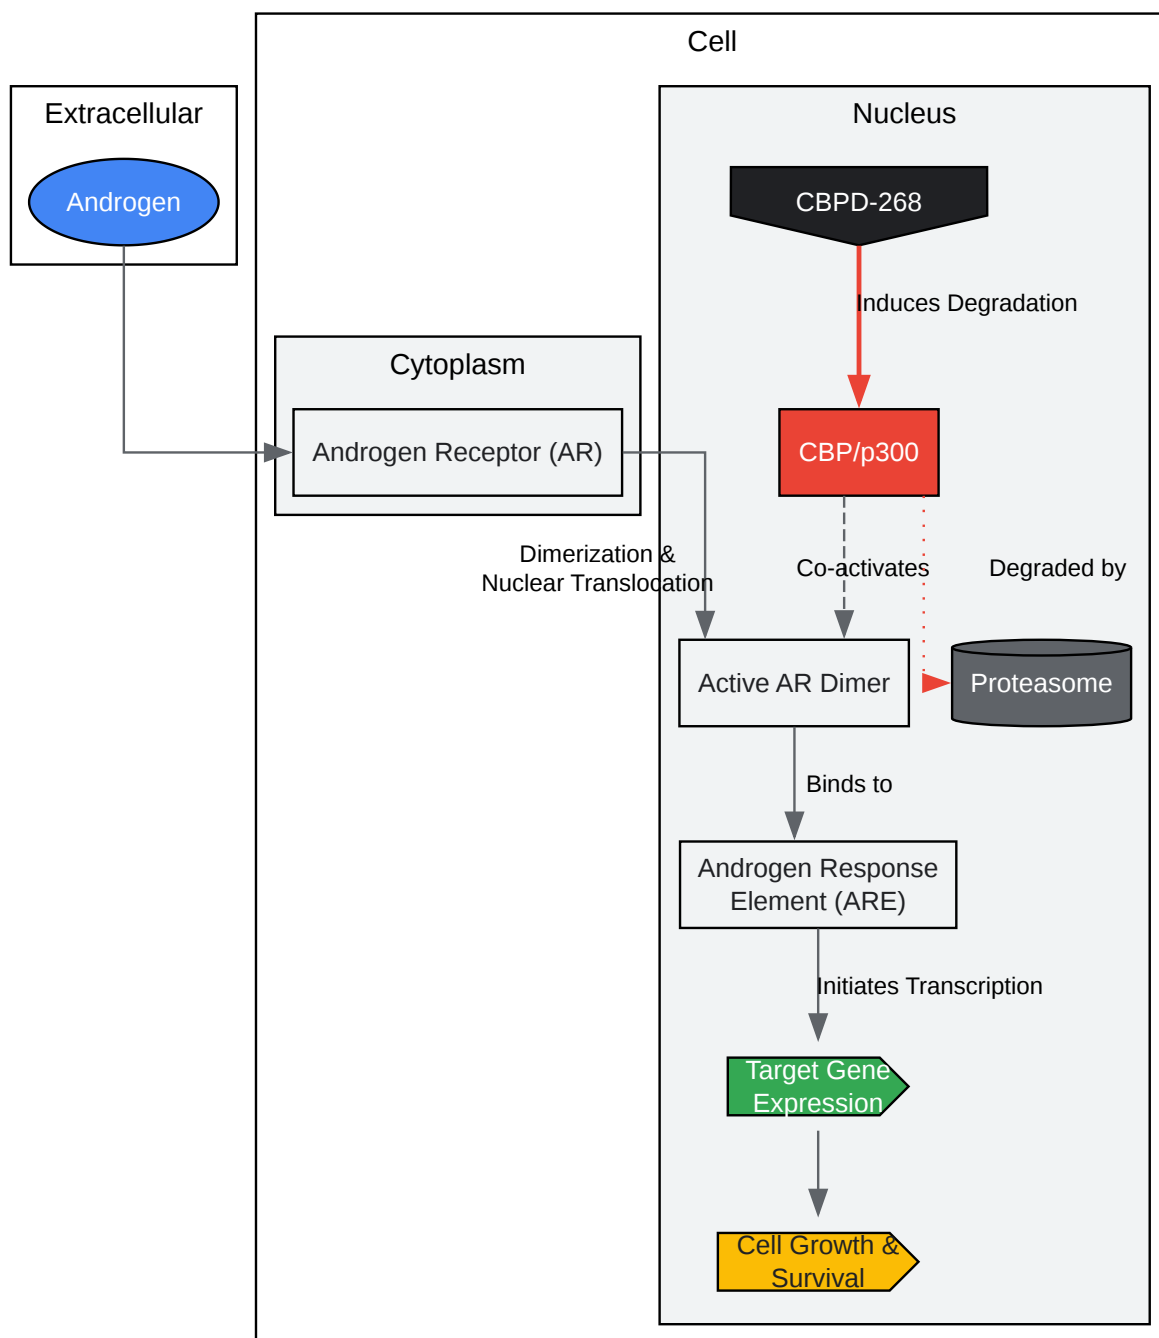 Cell
Extracellular
Nucleus
Androgen
CBPD-268
Induces Degradation
Cytoplasm
Androgen Receptor (AR)
CBP/p300
Dimerization &
Nuclear Translocation
Co-activates
Degraded by
Active AR Dimer
Proteasome
Binds to
Androgen Response
Element (ARE)
Initiates Transcription
Target Gene
Expression
Cell Growth &
Survival